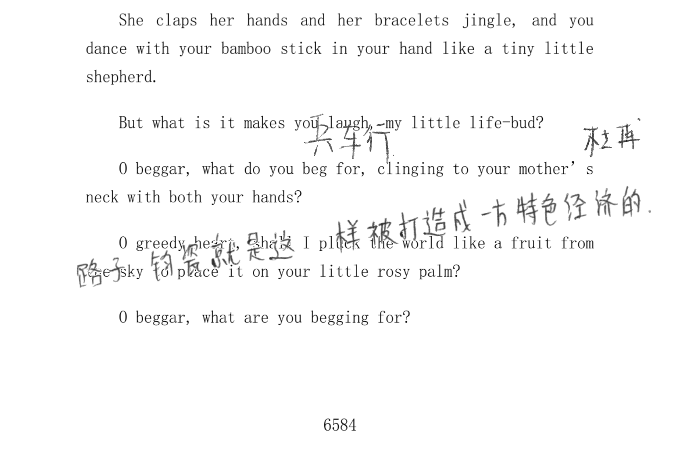 She claps her hands and her bracelets jingle, and you
dance with your bamboo stick in your hand like a tiny little
shepherd.
But what is it makes you laugh, my little life-bud?
兵车行
杜
O beggar, what do you beg for, clinging to your mother's
neck with both your hands?
O greedy heart, shall I pluck the world like a fruit from
the sky to place it on your little rosy palm?
路子 钧瓷就是这样被打造成一方特色经济的.
O beggar, what are you begging for?
6584